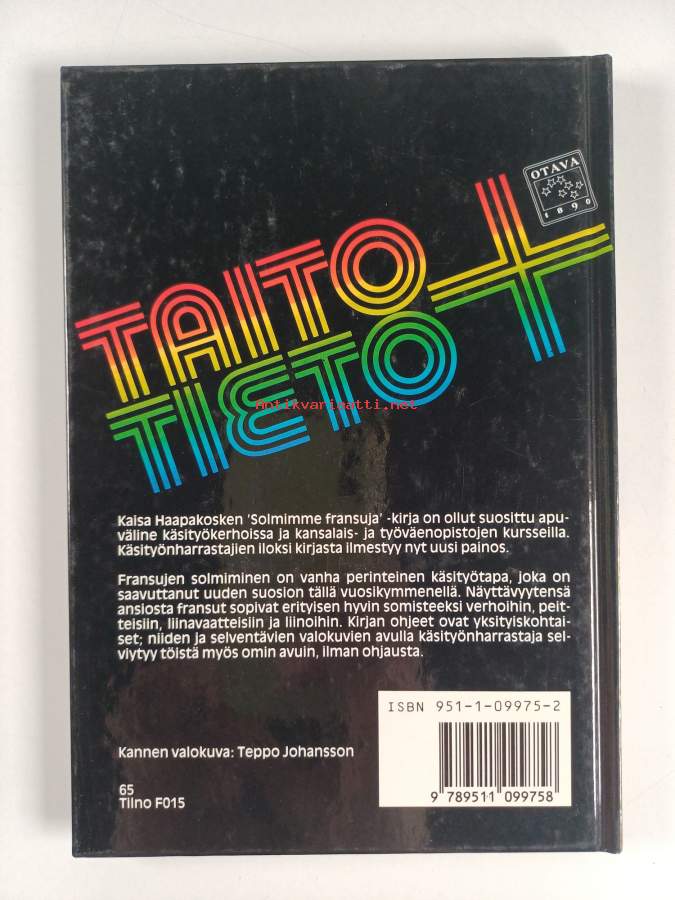 OTAVA
1890
TAITO
TIETO
+
Antikvariaatti.net
Kaisa Haapakosken 'Solmimme fransuja' -kirja on ollut suosittu apu-
väline käsityökerhoissa ja kansalais- ja työväenopistojen kursseilla.
Käsityönharrastajien iloksi kirjasta ilmestyy nyt uusi painos.
Fransujen solmiminen on vanha perinteinen käsityötapa, joka on
saavuttanut uuden suosion tällä vuosikymmenellä. Näyttävyytensä
ansiosta fransut sopivat erityisen hyvin somisteeksi verhoihin, peit-
teisiin, liinavaatteisiin ja liinoihin. Kirjan ohjeet ovat yksityiskohtai-
set; niiden ja selventävien valokuvien avulla käsityönharrastaja sel-
viytyy töistä myös omin avuin, ilman ohjausta.
ISBN 951-1-09975-2
Kannen valokuva: Teppo Johansson
65
Tilno F015
9 789511 099758